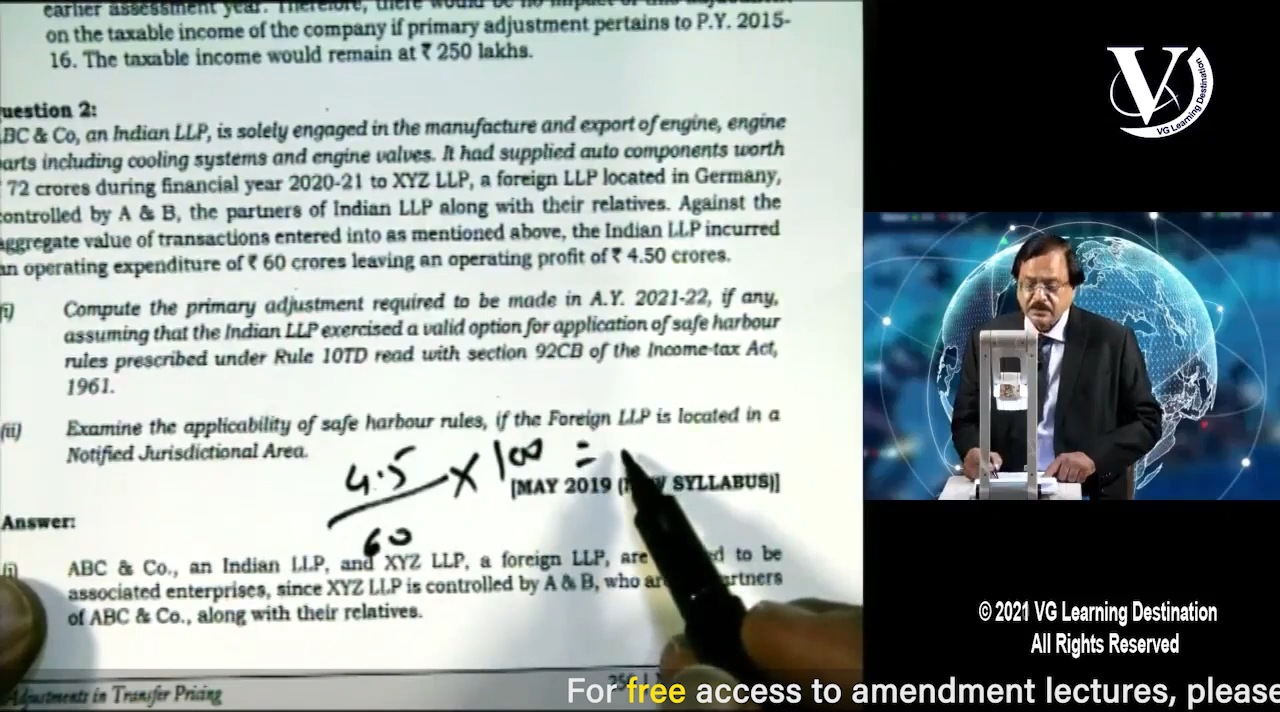 earlier assessment year. Therefore, there would be no impact of this adjustment
on the taxable income of the company if primary adjustment pertains to P.Y. 2015-
16. The taxable income would remain at ₹ 250 lakhs.
uestion 2:
BC & Co, an Indian LLP, is solely engaged in the manufacture and export of engine, engine
arts including cooling systems and engine valves. It had supplied auto components worth
72 crores during financial year 2020-21 to XYZ LLP, a foreign LLP located in Germany,
ontrolled by A & B, the partners of Indian LLP along with their relatives. Against the
aggregate value of transactions entered into as mentioned above, the Indian LLP incurred
an operating expenditure of ₹ 60 crores leaving an operating profit of ₹ 4.50 crores.
(i) Compute the primary adjustment required to be made in A.Y. 2021-22, if any,
assuming that the Indian LLP exercised a valid option for application of safe harbour
rules prescribed under Rule 10TD read with section 92CB of the Income-tax Act,
1961.
(ii) Examine the applicability of safe harbour rules, if the Foreign LLP is located in a
Notified Jurisdictional Area.
4.5 × 100 =
60
[MAY 2019 ( SYLLABUS)]
Answer:
(i) ABC & Co., an Indian LLP, and XYZ LLP, a foreign LLP, are d to be
associated enterprises, since XYZ LLP is controlled by A & B, who ar artners
of ABC & Co., along with their relatives.
Adjustments in Transfer Pricing
V
VG Learning Destination
© 2021 VG Learning Destination
All Rights Reserved
For free access to amendment lectures, please